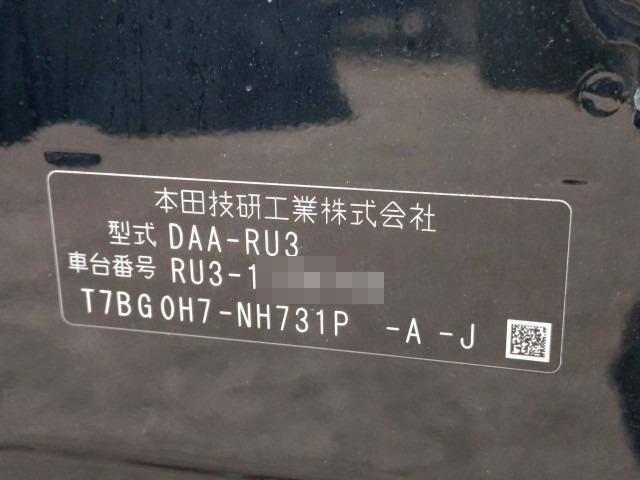 本田技研工業株式会社
型式 DAA-RU3
車台番号 RU3-1
T7BG0H7-NH731P -A -J